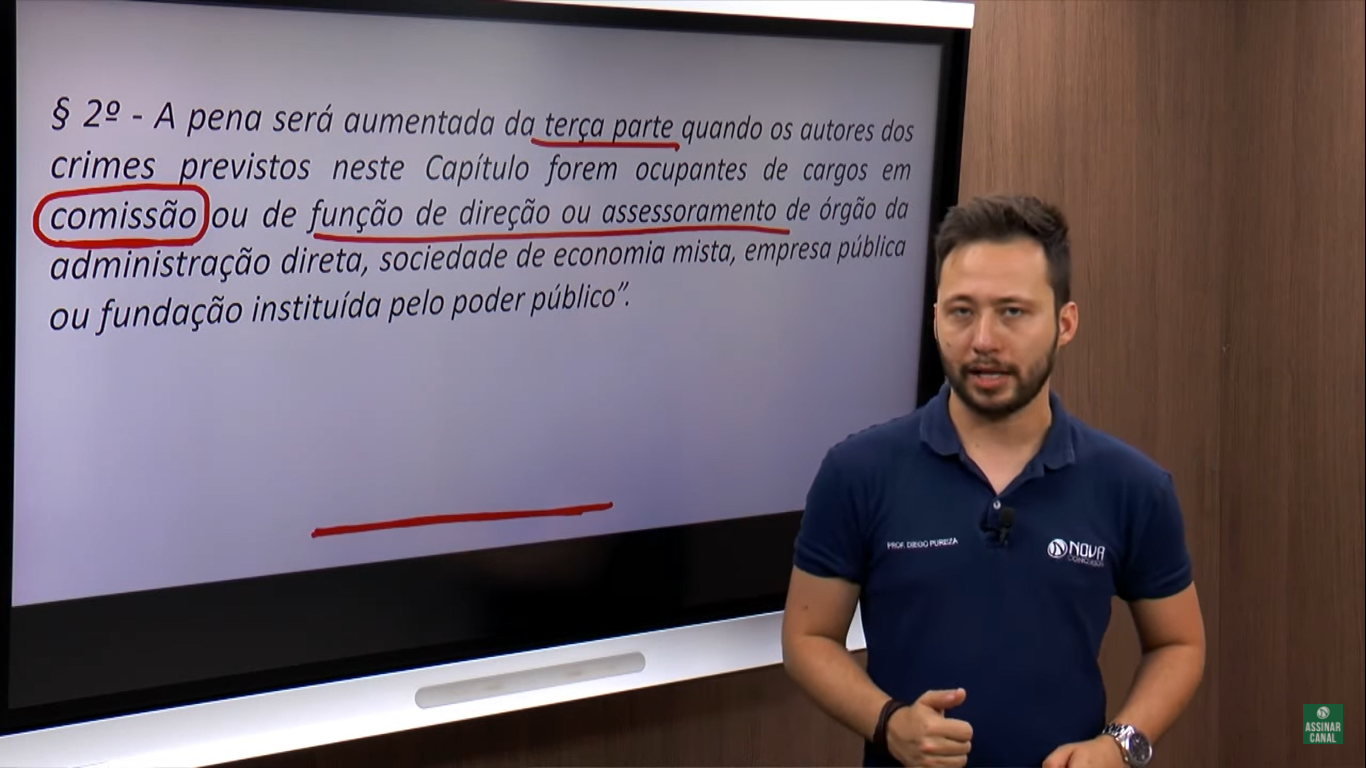 § 2º - A pena será aumentada da terça parte quando os autores dos
crimes previstos neste Capítulo forem ocupantes de cargos em
comissão ou de função de direção ou assessoramento de órgão da
administração direta, sociedade de economia mista, empresa pública
ou fundação instituída pelo poder público”.
PROF. DIEGO PUREZA
NOVA
CONCURSOS
ASSINAR
CANAL